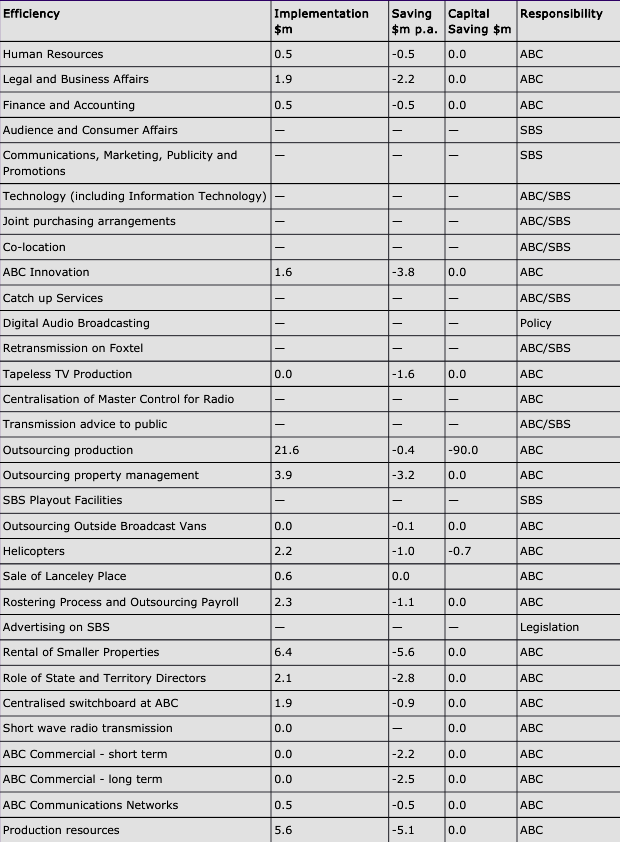 Efficiency Implementation $m Saving $m p.a. Capital Saving $m Responsibility
Human Resources 0.5 -0.5 0.0 ABC
Legal and Business Affairs 1.9 -2.2 0.0 ABC
Finance and Accounting 0.5 -0.5 0.0 ABC
Audience and Consumer Affairs — — — SBS
Communications, Marketing, Publicity and Promotions — — — SBS
Technology (including Information Technology) — — — ABC/SBS
Joint purchasing arrangements — — — ABC/SBS
Co-location — — — ABC/SBS
ABC Innovation 1.6 -3.8 0.0 ABC
Catch up Services — — — ABC/SBS
Digital Audio Broadcasting — — — Policy
Retransmission on Foxtel — — — ABC/SBS
Tapeless TV Production 0.0 -1.6 0.0 ABC
Centralisation of Master Control for Radio — — — ABC
Transmission advice to public — — — ABC/SBS
Outsourcing production 21.6 -0.4 -90.0 ABC
Outsourcing property management 3.9 -3.2 0.0 ABC
SBS Playout Facilities — — — SBS
Outsourcing Outside Broadcast Vans 0.0 -0.1 0.0 ABC
Helicopters 2.2 -1.0 -0.7 ABC
Sale of Lanceley Place 0.6 0.0 ABC
Rostering Process and Outsourcing Payroll 2.3 -1.1 0.0 ABC
Advertising on SBS — — — Legislation
Rental of Smaller Properties 6.4 -5.6 0.0 ABC
Role of State and Territory Directors 2.1 -2.8 0.0 ABC
Centralised switchboard at ABC 1.9 -0.9 0.0 ABC
Short wave radio transmission 0.0 — 0.0 ABC
ABC Commercial - short term 0.0 -2.2 0.0 ABC
ABC Commercial - long term 0.0 -2.5 0.0 ABC
ABC Communications Networks 0.5 -0.5 0.0 ABC
Production resources 5.6 -5.1 0.0 ABC